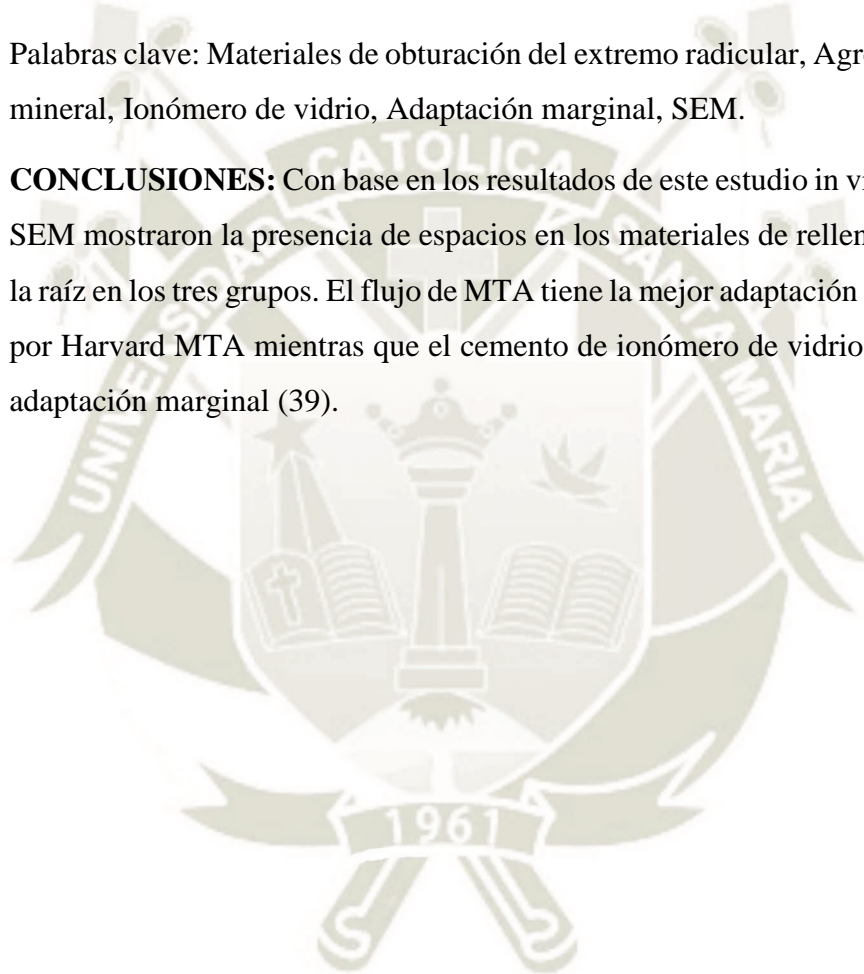 Palabras clave: Materiales de obturación del extremo radicular,
mineral, Ionómero de vidrio, Adaptación marginal, SEM.
CONCLUSIONES: Con base en los resultados de este estudio in
SEM mostraron la presencia de espacios en los materiales de
la raíz en los tres grupos. El flujo de MTA tiene la mejor adaptación
por Harvard MTA mientras que el cemento de ionómero de vidrio
adaptación marginal (39).
UNIVERSIDAD CATOLICA SANTA MARIA
1961